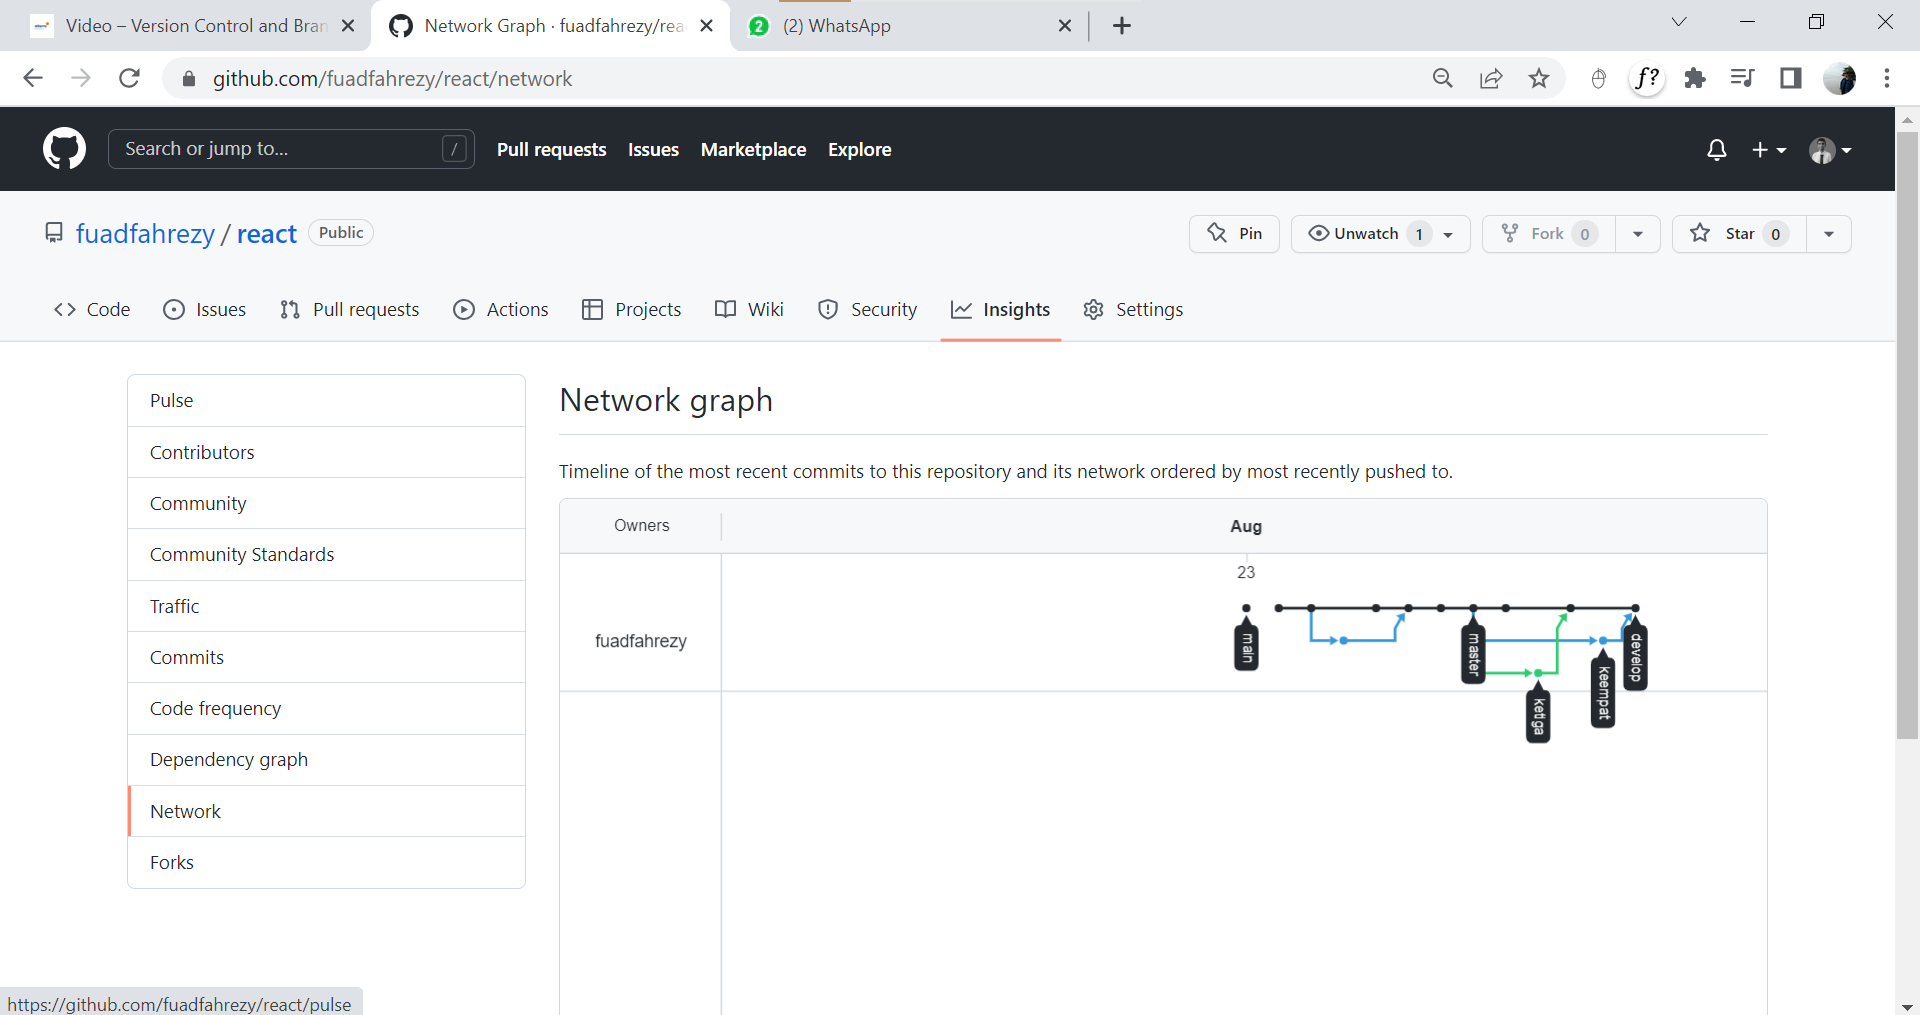 Video – Version Control and Bran
Network Graph · fuadfahrezy/rea
2
(2) WhatsApp
github.com/fuadfahrezy/react/network
f?
Search or jump to...
/
Pull requests
Issues
Marketplace
Explore
fuadfahrezy / react
Public
Pin
Unwatch 1
Fork 0
Star 0
Code
Issues
Pull requests
Actions
Projects
Wiki
Security
Insights
Settings
Pulse
Contributors
Community
Community Standards
Traffic
Commits
Code frequency
Dependency graph
Network
Forks
Network graph
Timeline of the most recent commits to this repository and its network ordered by most recently pushed to.
Owners
Aug
23
fuadfahrezy
main
master
develop
keempat
ketiga
https://github.com/fuadfahrezy/react/pulse